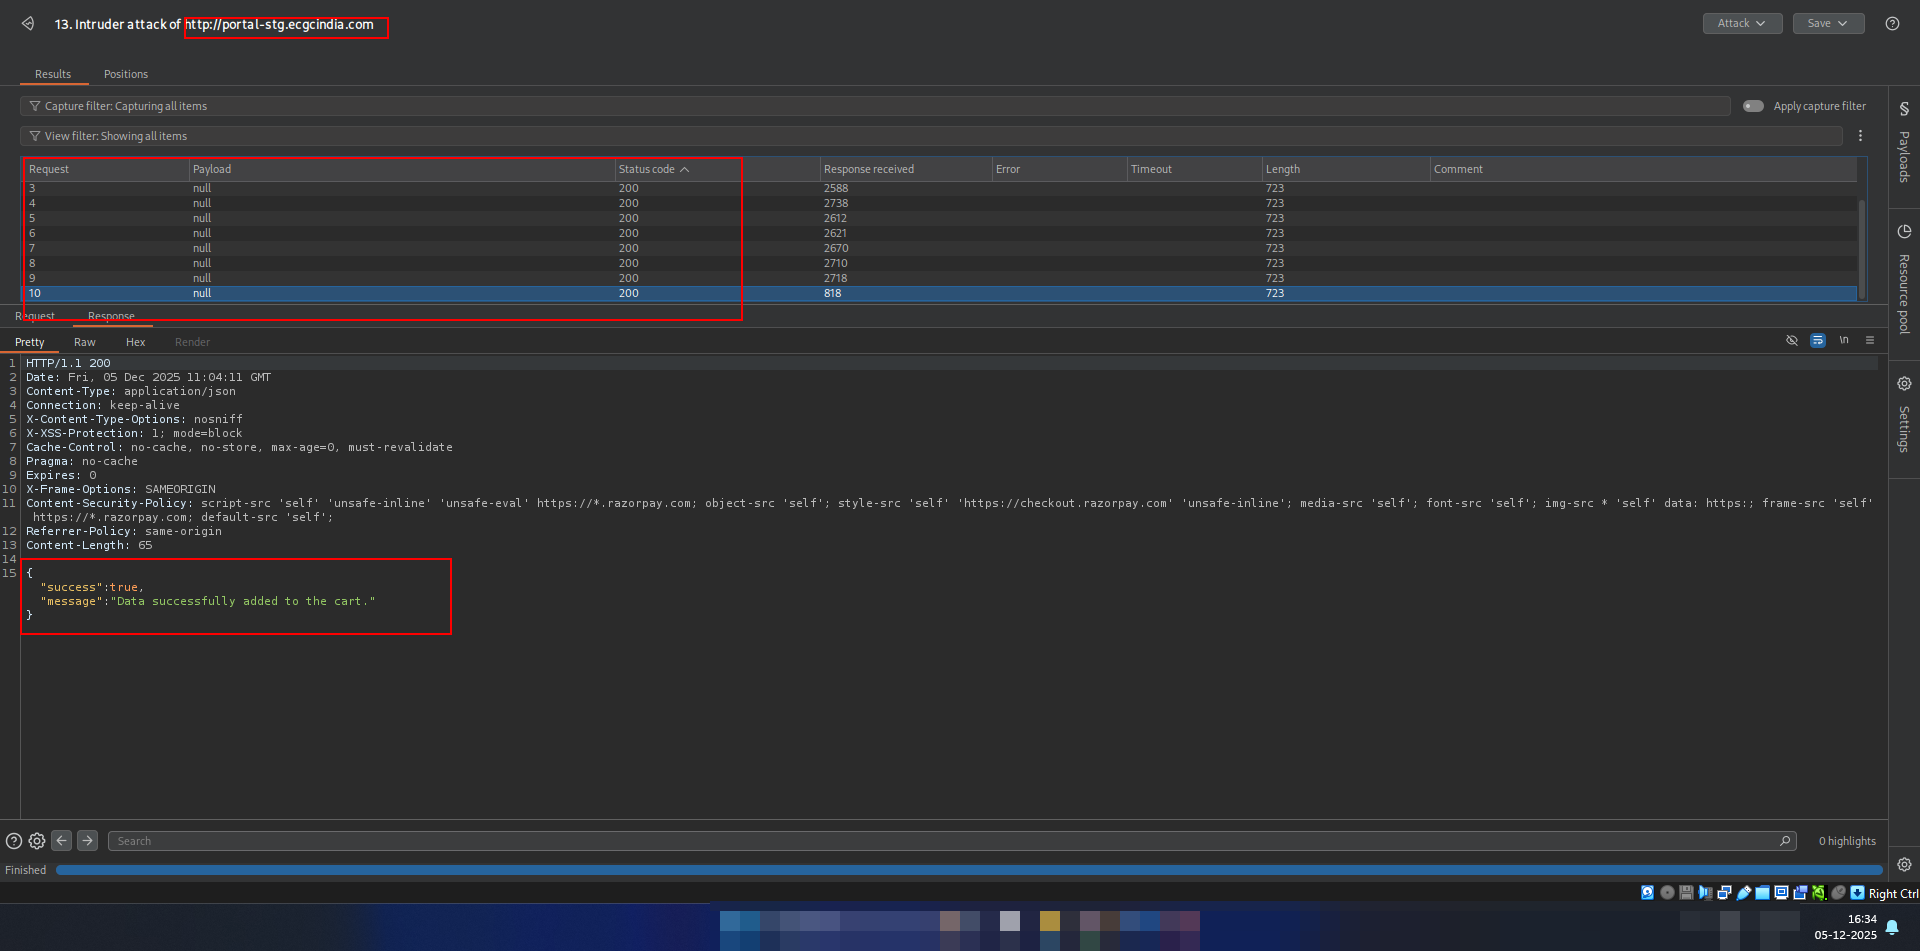 13. Intruder attack of http://portal-stg.ecgcindia.com
Attack
Save
Results Positions
Capture filter: Capturing all items
Apply capture filter
View filter: Showing all items
Request Payload Status code Response received Error Timeout Length Comment
3 null 200 2588 723
4 null 200 2738 723
5 null 200 2612 723
6 null 200 2621 723
7 null 200 2670 723
8 null 200 2710 723
9 null 200 2718 723
10 null 200 818 723
Request Response
Pretty Raw Hex Render
\n
1 HTTP/1.1 200
2 Date: Fri, 05 Dec 2025 11:04:11 GMT
3 Content-Type: application/json
4 Connection: keep-alive
5 X-Content-Type-Options: nosniff
6 X-XSS-Protection: 1; mode=block
7 Cache-Control: no-cache, no-store, max-age=0, must-revalidate
8 Pragma: no-cache
9 Expires: 0
10 X-Frame-Options: SAMEORIGIN
11 Content-Security-Policy: script-src 'self' 'unsafe-inline' 'unsafe-eval' https://*.razorpay.com; object-src 'self'; style-src 'self' 'https://checkout.razorpay.com' 'unsafe-inline'; media-src 'self'; font-src 'self'; img-src * 'self' data: https:; frame-src 'self'
https://*.razorpay.com; default-src 'self';
12 Referrer-Policy: same-origin
13 Content-Length: 65
14
15 {
"success":true,
"message":"Data successfully added to the cart."
}
Payloads
Resource pool
Settings
Search
0 highlights
Finished
Right Ctrl
16:34
05-12-2025